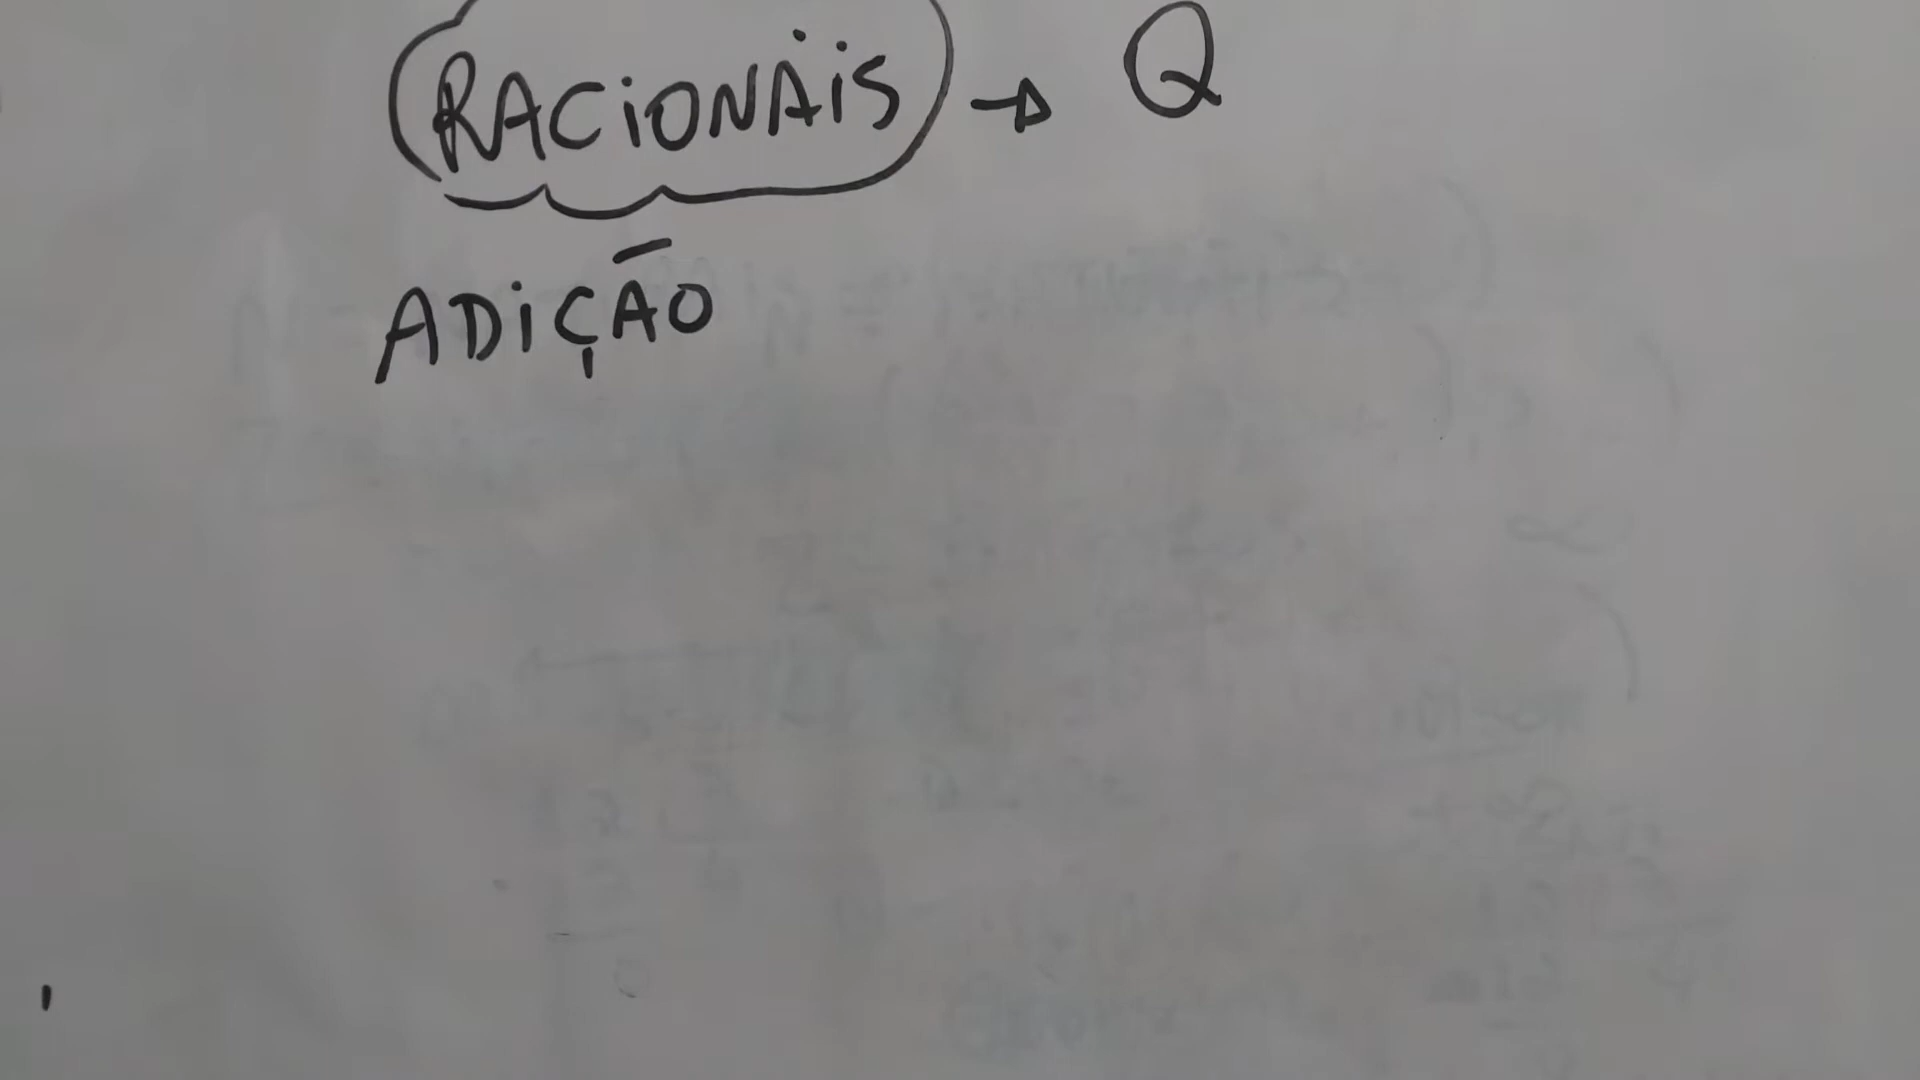 RACiONAiS → Q
ADiÇÃO